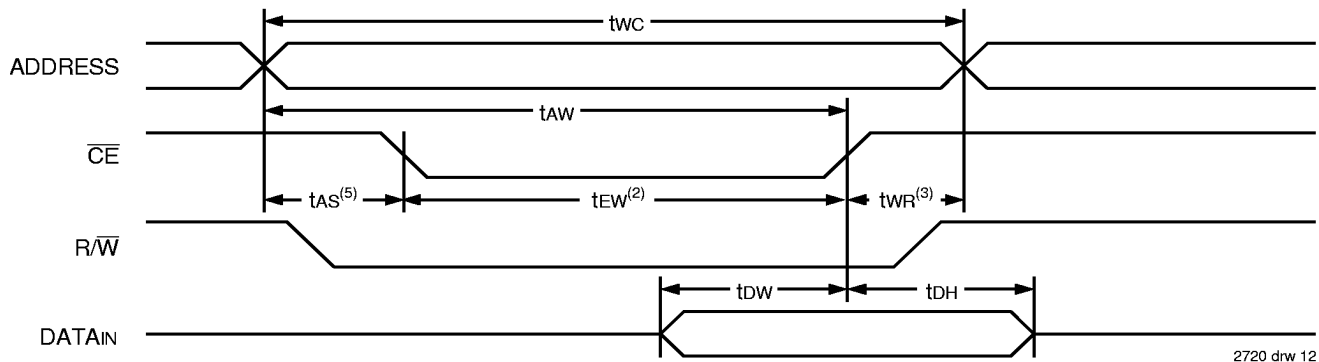 tWC
ADDRESS
tAW
CE
tAS(5) tEW(2) tWR(3)
R/W
tDW tDH
DATAIN
2720 drw 12